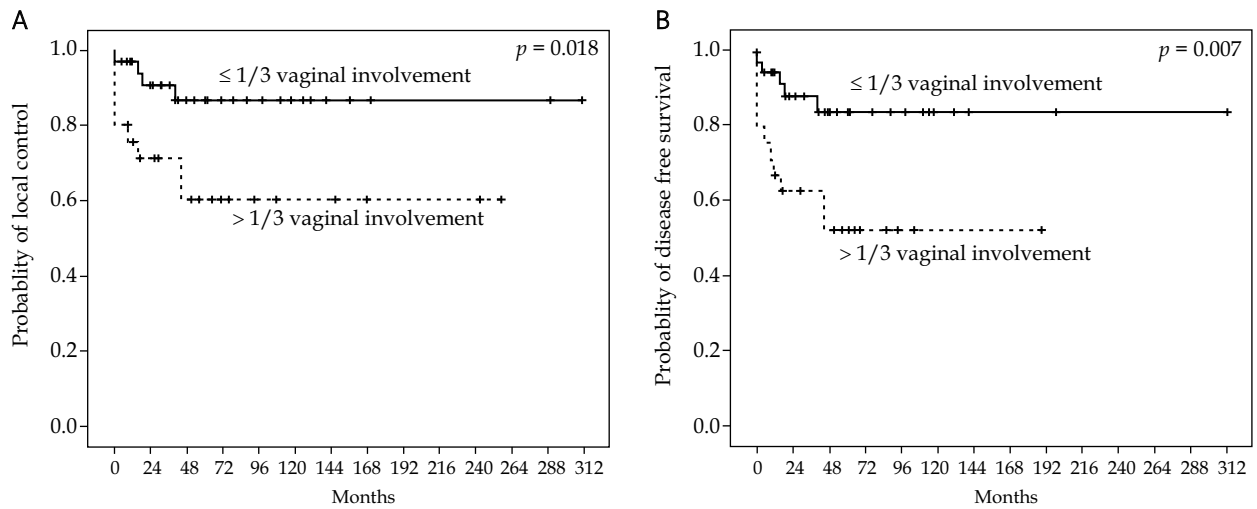 A
Probablity of local control
1.0
0.8
0.6
0.4
0.2
0.0
p = 0.018
≤ 1/3 vaginal involvement
> 1/3 vaginal involvement
0 24 48 72 96 120 144 168 192 216 240 264 288 312
Months
B
Probablity of disease free survival
1.0
0.8
0.6
0.4
0.2
0.0
p = 0.007
≤ 1/3 vaginal involvement
> 1/3 vaginal involvement
0 24 48 72 96 120 144 168 192 216 240 264 288 312
Months